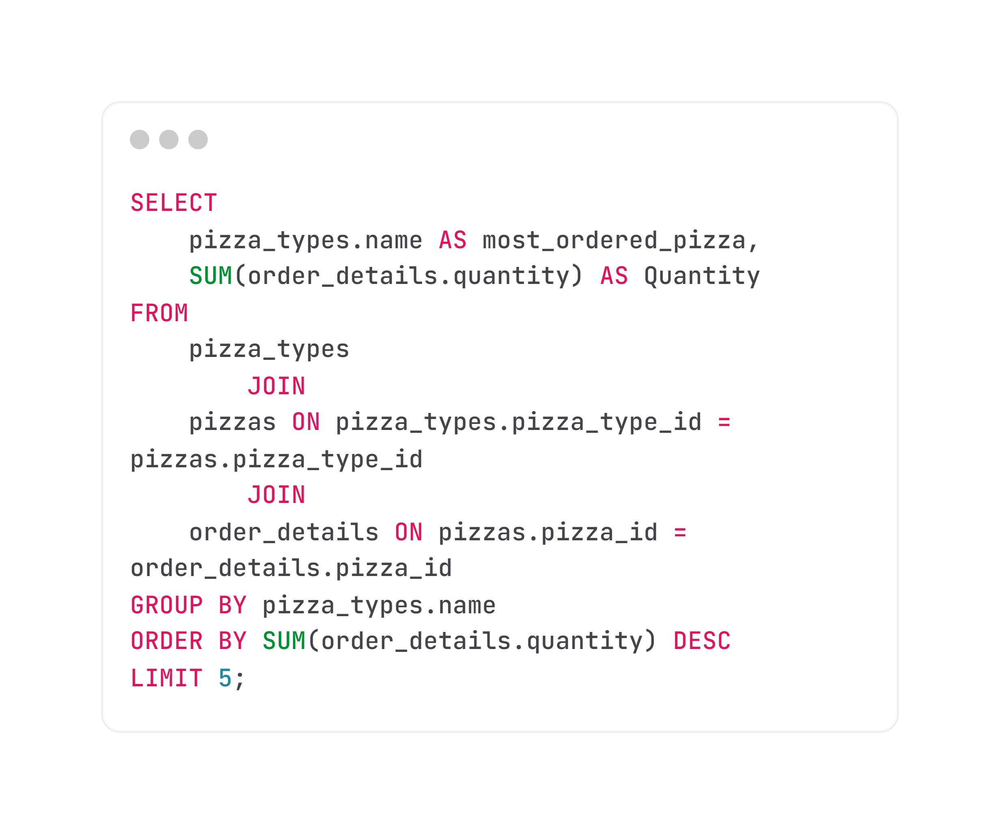 SELECT
    pizza_types.name AS most_ordered_pizza,
    SUM(order_details.quantity) AS Quantity
FROM
    pizza_types
        JOIN
    pizzas ON pizza_types.pizza_type_id =
pizzas.pizza_type_id
        JOIN
    order_details ON pizzas.pizza_id =
order_details.pizza_id
GROUP BY pizza_types.name
ORDER BY SUM(order_details.quantity) DESC
LIMIT 5;